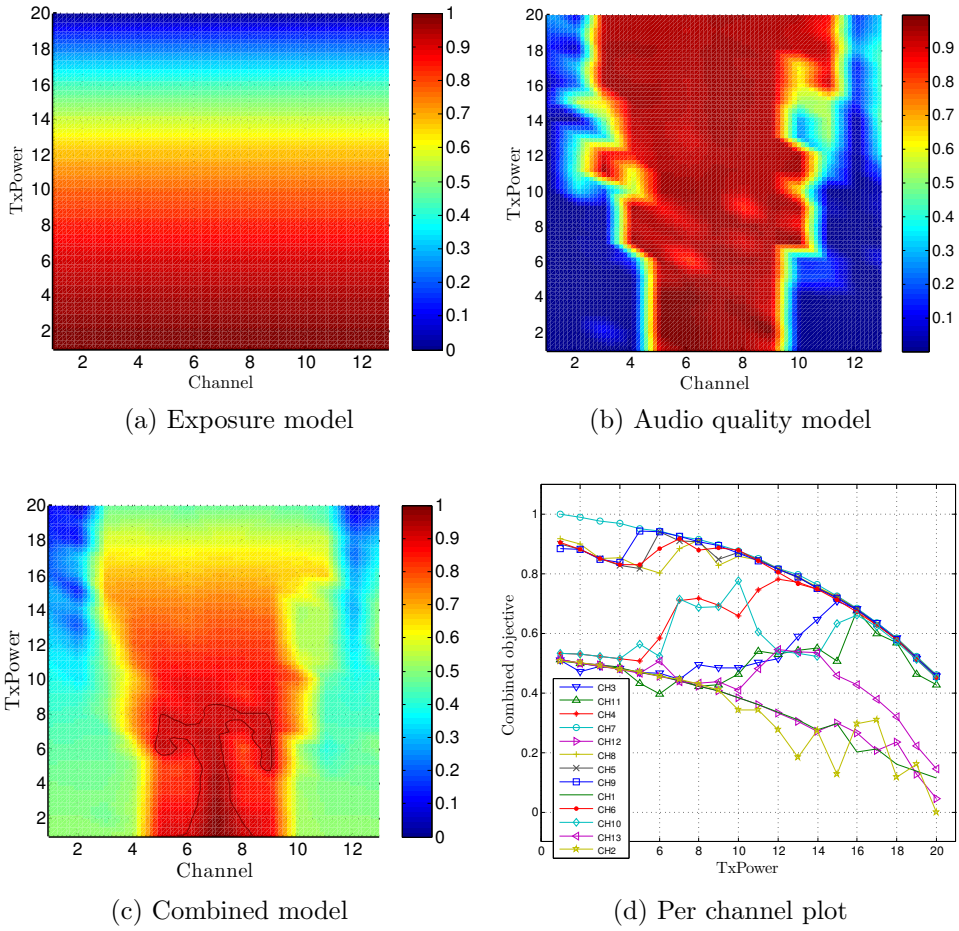 20
18
16
14
12
10
8
6
4
2
TxPower
2 4 6 8 10 12
Channel
1
0.9
0.8
0.7
0.6
0.5
0.4
0.3
0.2
0.1
0
(a) Exposure model
20
18
16
14
12
10
8
6
4
2
TxPower
2 4 6 8 10 12
Channel
0.9
0.8
0.7
0.6
0.5
0.4
0.3
0.2
0.1
(b) Audio quality model
20
18
16
14
12
10
8
6
4
2
TxPower
2 4 6 8 10 12
Channel
1
0.9
0.8
0.7
0.6
0.5
0.4
0.3
0.2
0.1
0
(c) Combined model
1
0.8
0.6
0.4
0.2
0
Combined objective
CH3
CH11
CH4
CH7
CH12
CH8
CH5
CH9
CH1
CH6
CH10
CH13
CH2
0 6 8 10 12 14 16 18 20
TxPower
(d) Per channel plot